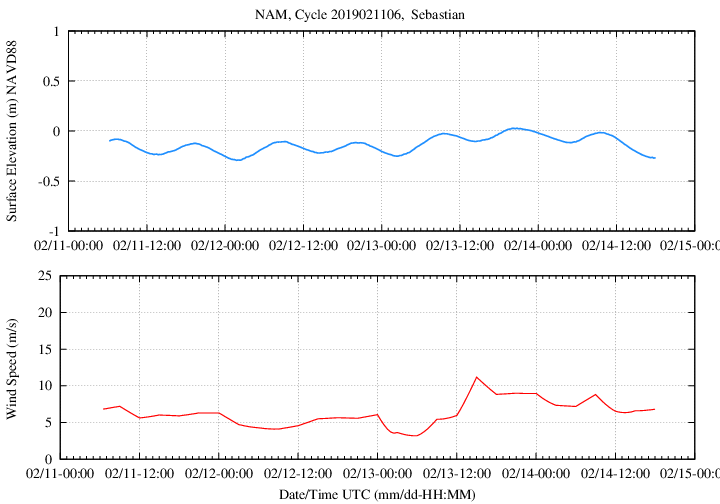 NAM, Cycle 2019021106,  Sebastian
Surface Elevation (m) NAVD88
1
0.5
0
-0.5
-1
02/11-00:00 02/11-12:00 02/12-00:00 02/12-12:00 02/13-00:00 02/13-12:00 02/14-00:00 02/14-12:00 02/15-00:0
Wind Speed (m/s)
25
20
15
10
5
0
02/11-00:00 02/11-12:00 02/12-00:00 02/12-12:00 02/13-00:00 02/13-12:00 02/14-00:00 02/14-12:00 02/15-00:0
Date/Time UTC (mm/dd-HH:MM)